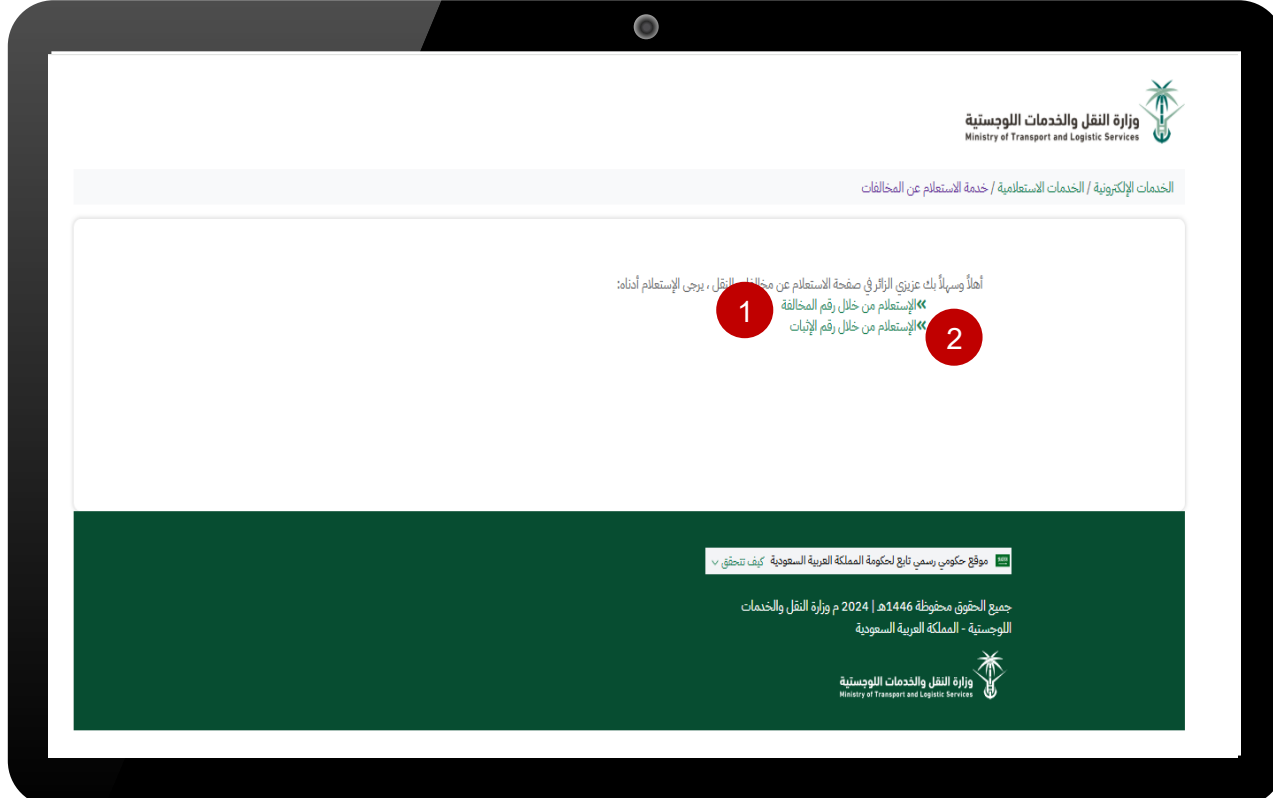 وزارة النقل والخدمات اللوجستية
Ministry of Transport and Logistic Services
الخدمات الإلكترونية / الخدمات الاستعلامية / خدمة الاستعلام عن المخالفات
أهلاً وسهلاً بك عزيزي الزائر في صفحة الاستعلام عن النقل ، يرجى الإستعلام أدناه:
»الإستعلام من خلال رقم المخالفة
1
»الإستعلام من خلال رقم الإثبات
2
موقع حكومي رسمي تابع لحكومة المملكة العربية السعودية كيف تتحقق
جميع الحقوق محفوظة 1446هـ | 2024 م وزارة النقل والخدمات
اللوجستية - المملكة العربية السعودية
وزارة النقل والخدمات اللوجستية
Ministry of Transport and Logistic Services